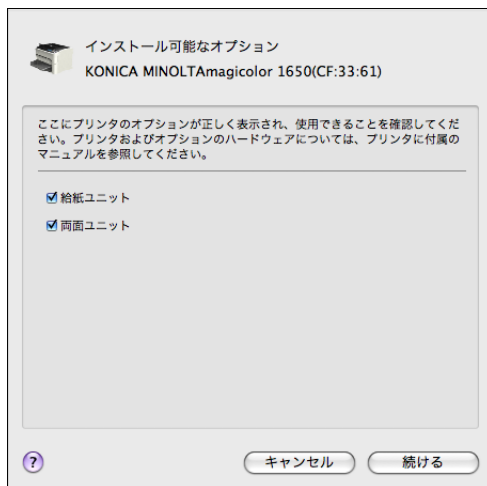 インストール可能なオプション
KONICA MINOLTAmagicolor 1650(CF:33:61)
ここにプリンタのオプションが正しく表示され、使用できることを確認してくだ
さい。プリンタおよびオプションのハードウェアについては、プリンタに付属の
マニュアルを参照してください。
給紙ユニット
両面ユニット
?
キャンセル
続ける